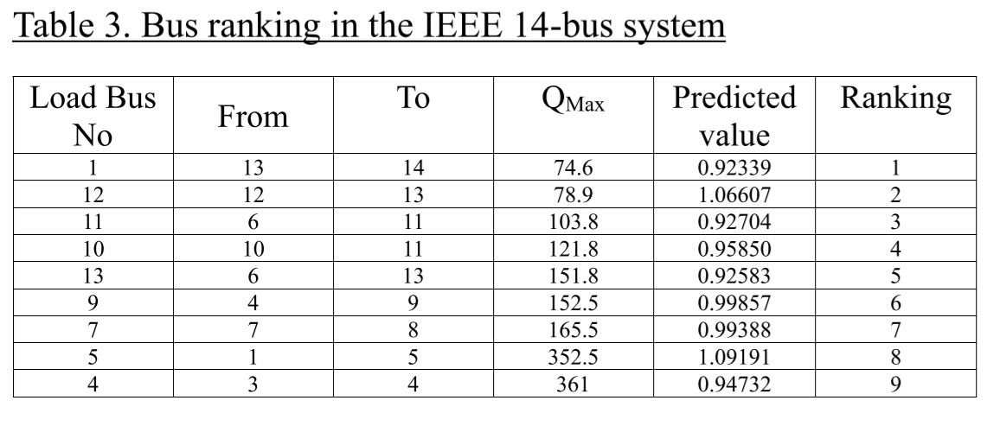 Table 3. Bus ranking in the IEEE 14-bus system
Load Bus No From To QMax Predicted value Ranking
1 13 14 74.6 0.92339 1
12 12 13 78.9 1.06607 2
11 6 11 103.8 0.92704 3
10 10 11 121.8 0.95850 4
13 6 13 151.8 0.92583 5
9 4 9 152.5 0.99857 6
7 7 8 165.5 0.99388 7
5 1 5 352.5 1.09191 8
4 3 4 361 0.94732 9